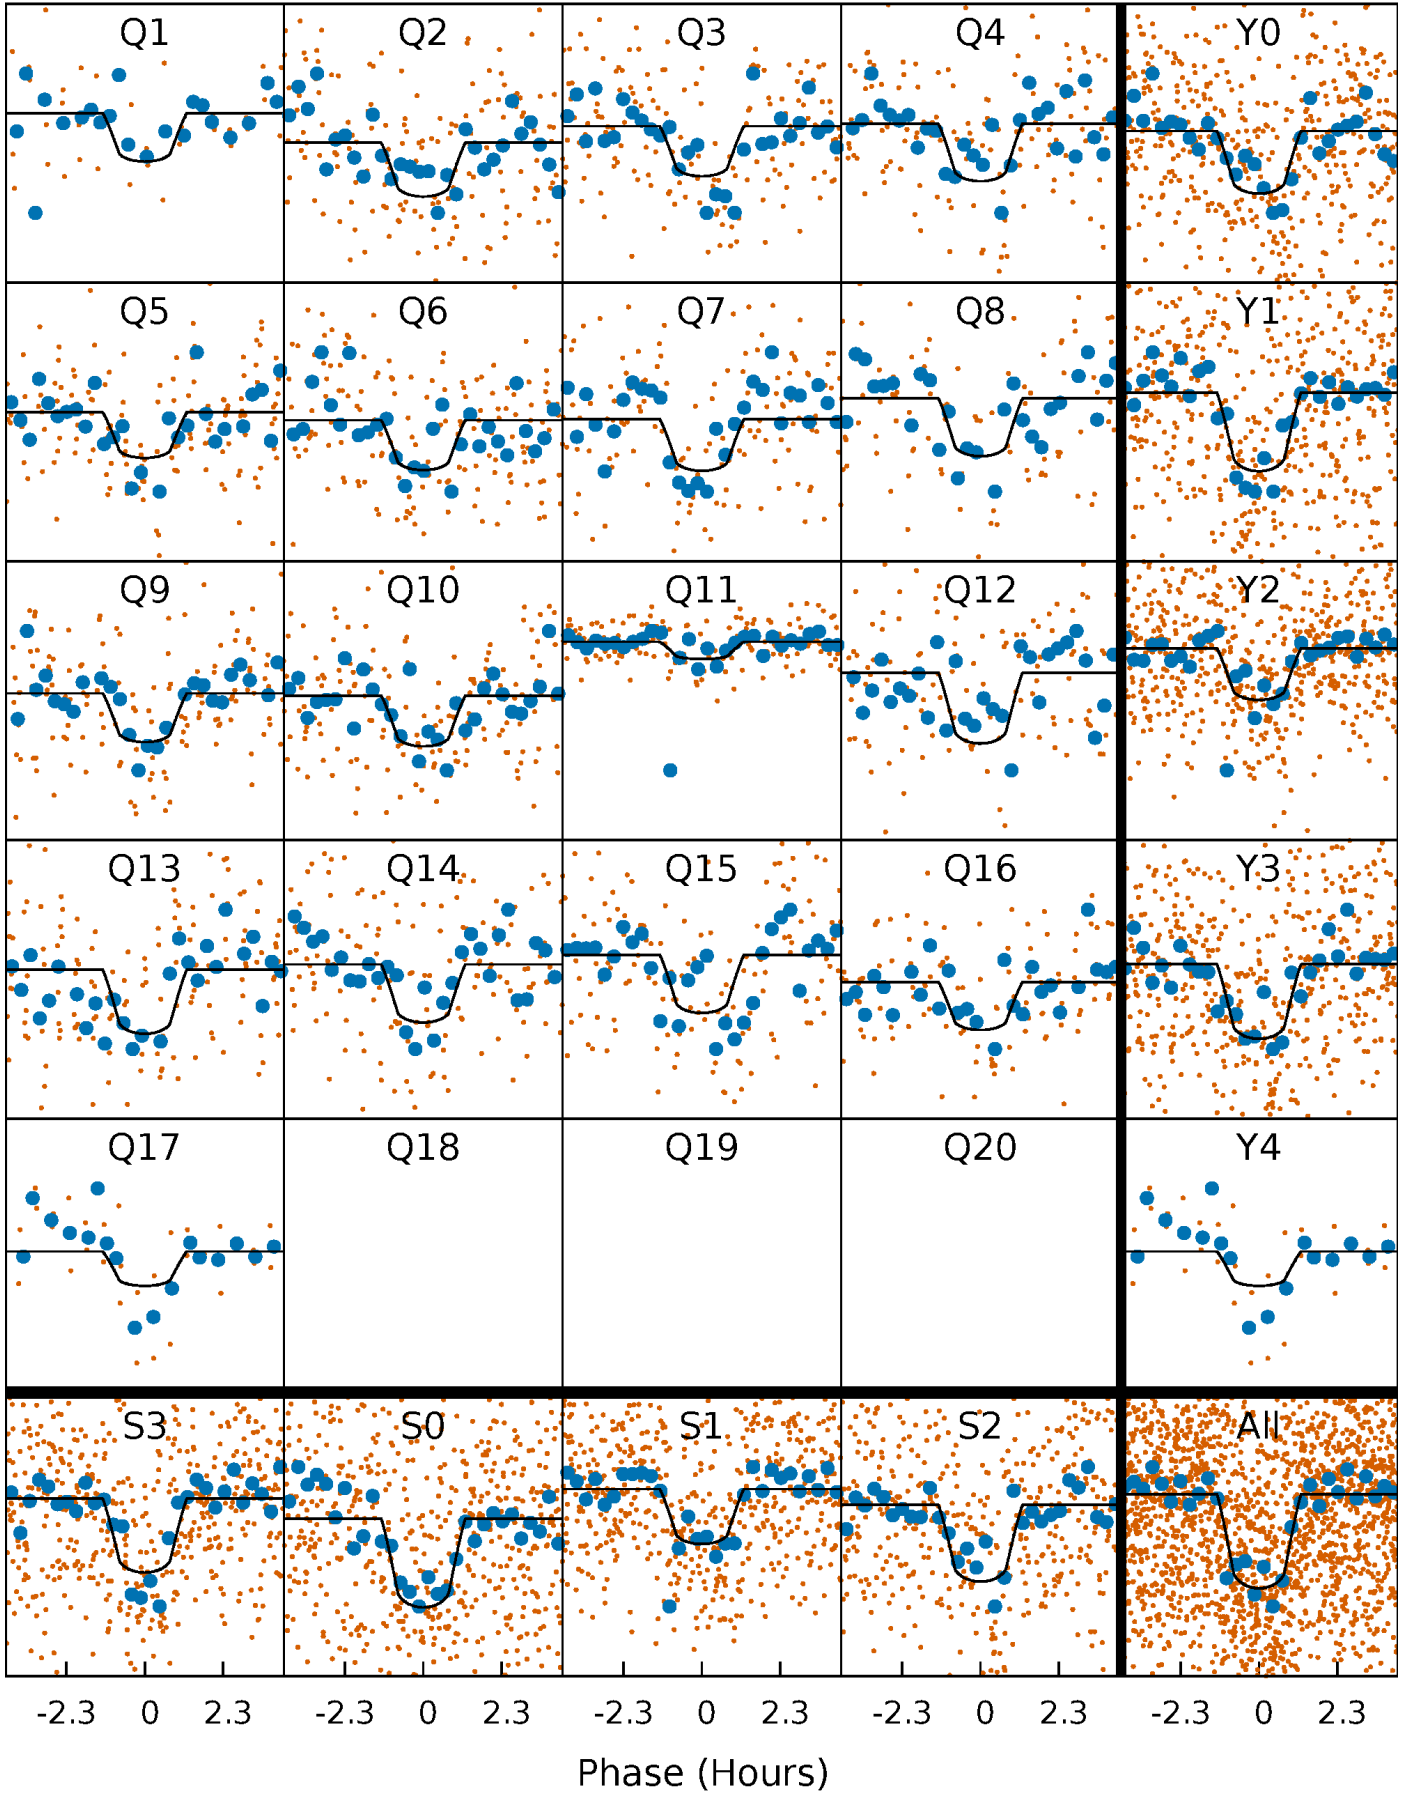 Q1 Q2 Q3 Q4 Y0
Q5 Q6 Q7 Q8 Y1
Q9 Q10 Q11 Q12 Y2
Q13 Q14 Q15 Q16 Y3
Q17 Q18 Q19 Q20 Y4
S3 S0 S1 S2 All
-2.3 0 2.3 -2.3 0 2.3 -2.3 0 2.3 -2.3 0 2.3 -2.3 0 2.3
Phase (Hours)